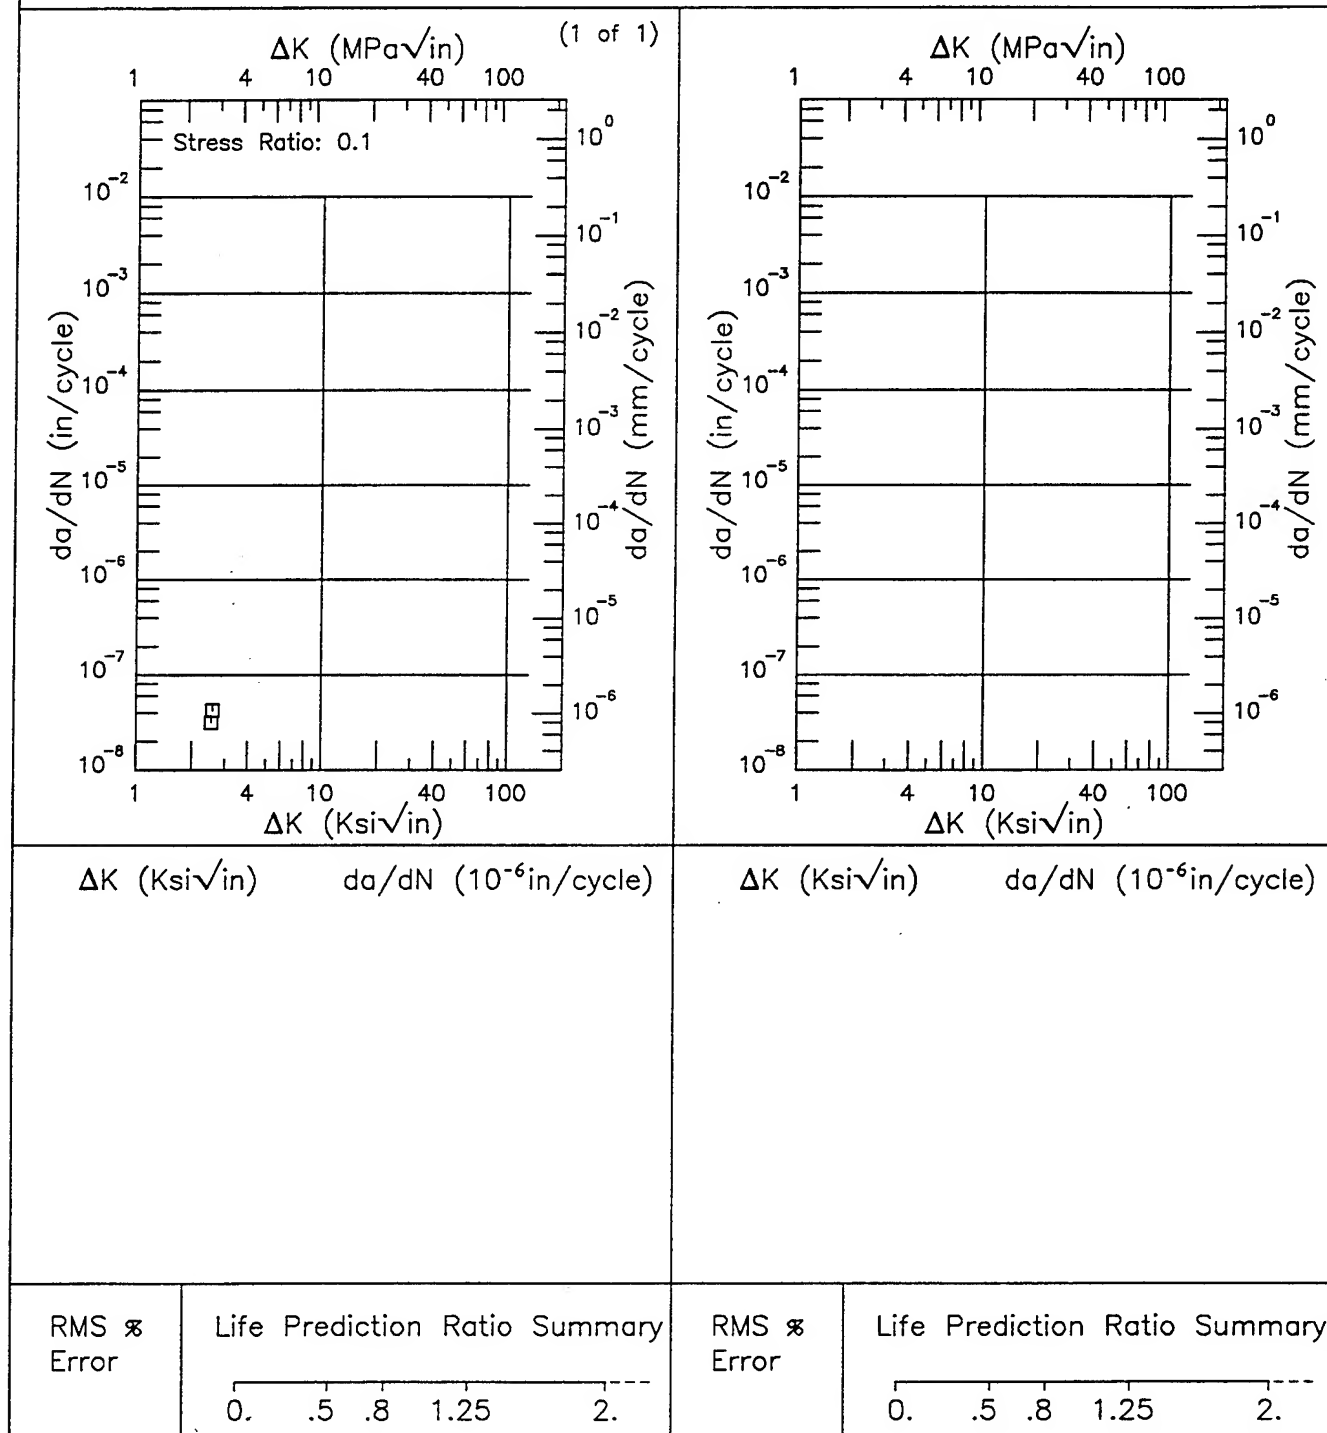 (1 of 1)
ΔK (MPa√in)
1 4 10 40 100
Stress Ratio: 0.1
10⁻² 10⁻³ 10⁻⁴ 10⁻⁵ 10⁻⁶ 10⁻⁷ 10⁻⁸
da/dN (in/cycle)
10⁰ 10⁻¹ 10⁻² 10⁻³ 10⁻⁴ 10⁻⁵ 10⁻⁶
da/dN (mm/cycle)
1 4 10 40 100
ΔK (Ksi√in)
ΔK (MPa√in)
1 4 10 40 100
10⁻² 10⁻³ 10⁻⁴ 10⁻⁵ 10⁻⁶ 10⁻⁷ 10⁻⁸
da/dN (in/cycle)
10⁰ 10⁻¹ 10⁻² 10⁻³ 10⁻⁴ 10⁻⁵ 10⁻⁶
da/dN (mm/cycle)
1 4 10 40 100
ΔK (Ksi√in)
ΔK (Ksi√in) da/dN (10⁻⁶in/cycle)
ΔK (Ksi√in) da/dN (10⁻⁶in/cycle)
RMS %
Error
Life Prediction Ratio Summary
0. .5 .8 1.25 2.
RMS %
Error
Life Prediction Ratio Summary
0. .5 .8 1.25 2.